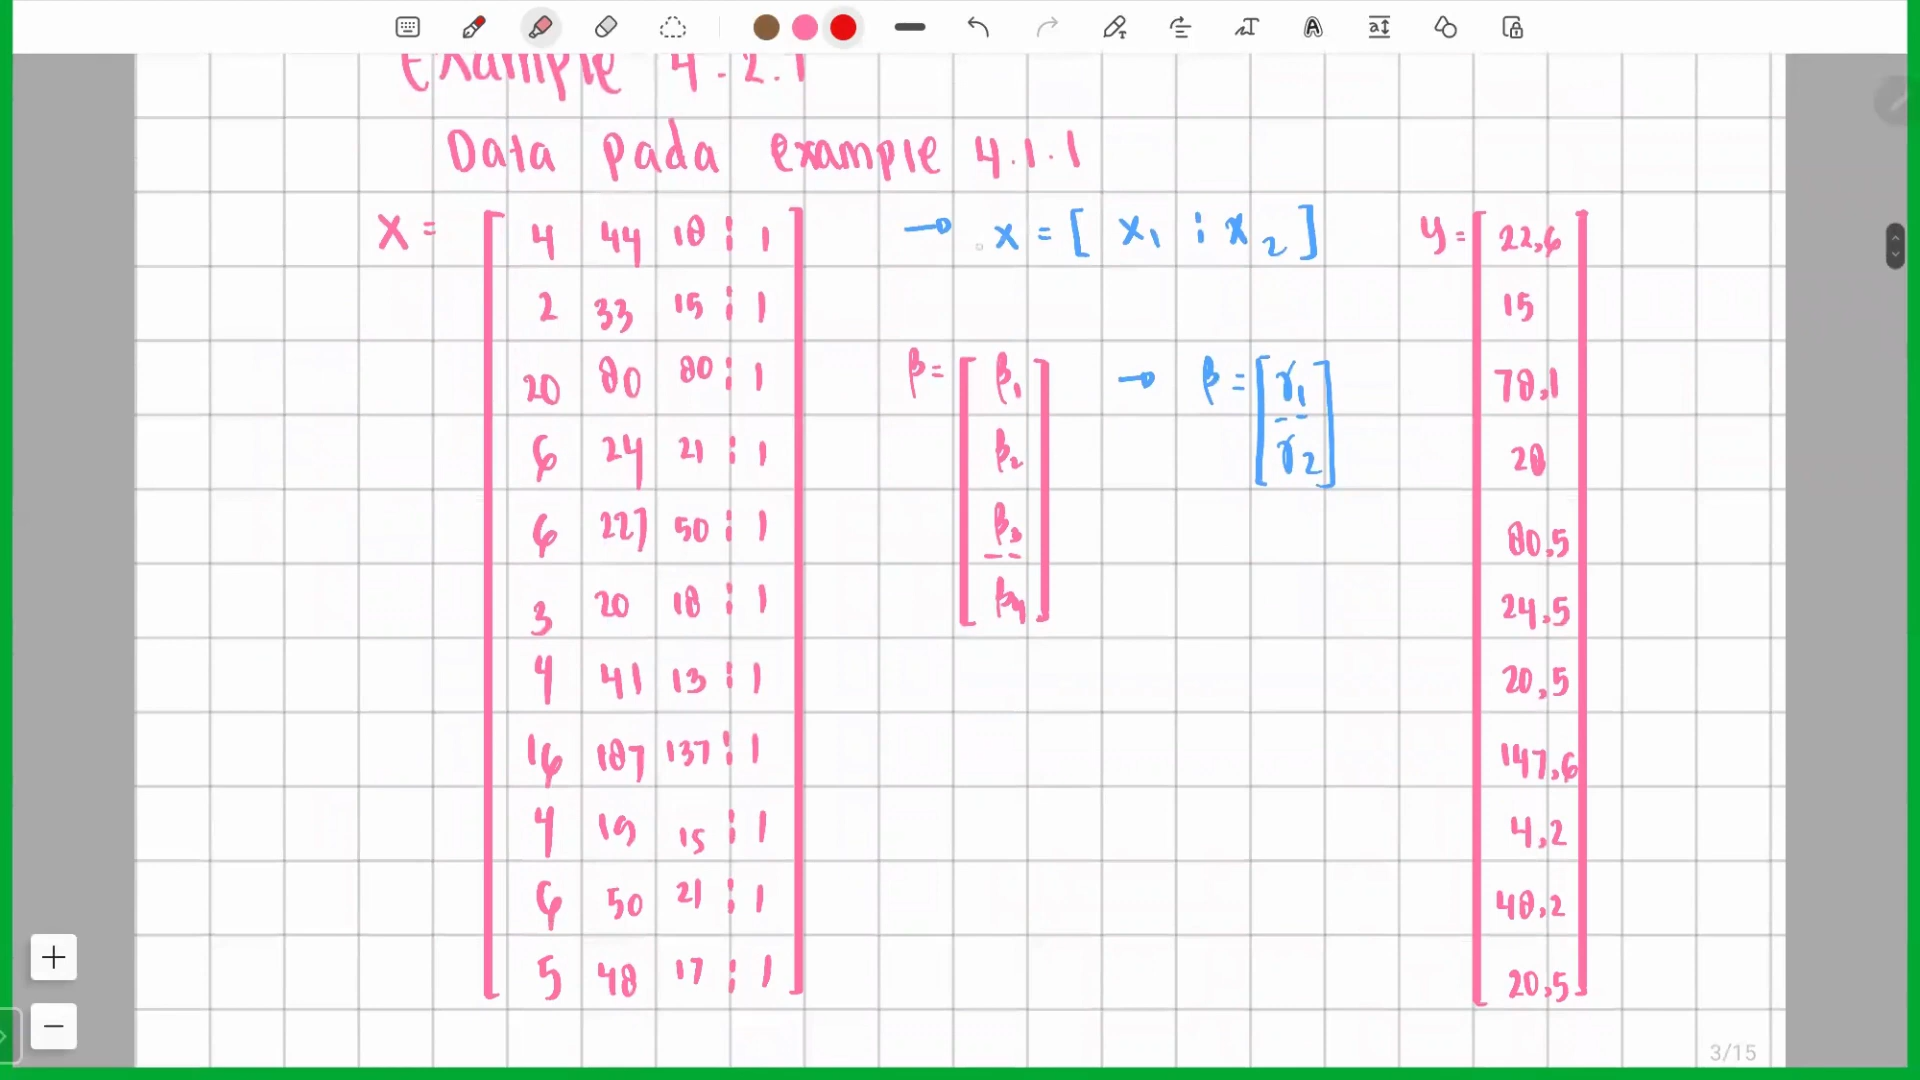 Example 4.2.1
Data pada example 4.1.1
X = [ 4 44 18 ⋮ 1 ] → x = [ x₁ ⋮ x₂ ] y = [ 22,6 ]
2 33 15 ⋮ 1 15
20 80 80 ⋮ 1 β = [ β₁ → β = [ γ₁ 78,1
6 24 21 ⋮ 1 β₂ γ₂ ] 28
6 227 50 ⋮ 1 β₃ 80,5
3 20 18 ⋮ 1 β₄ ] 24,5
4 41 13 ⋮ 1 20,5
16 187 137 ⋮ 1 147,6
4 19 15 ⋮ 1 4,2
6 50 21 ⋮ 1 48,2
5 48 17 ⋮ 1 20,5
3/15